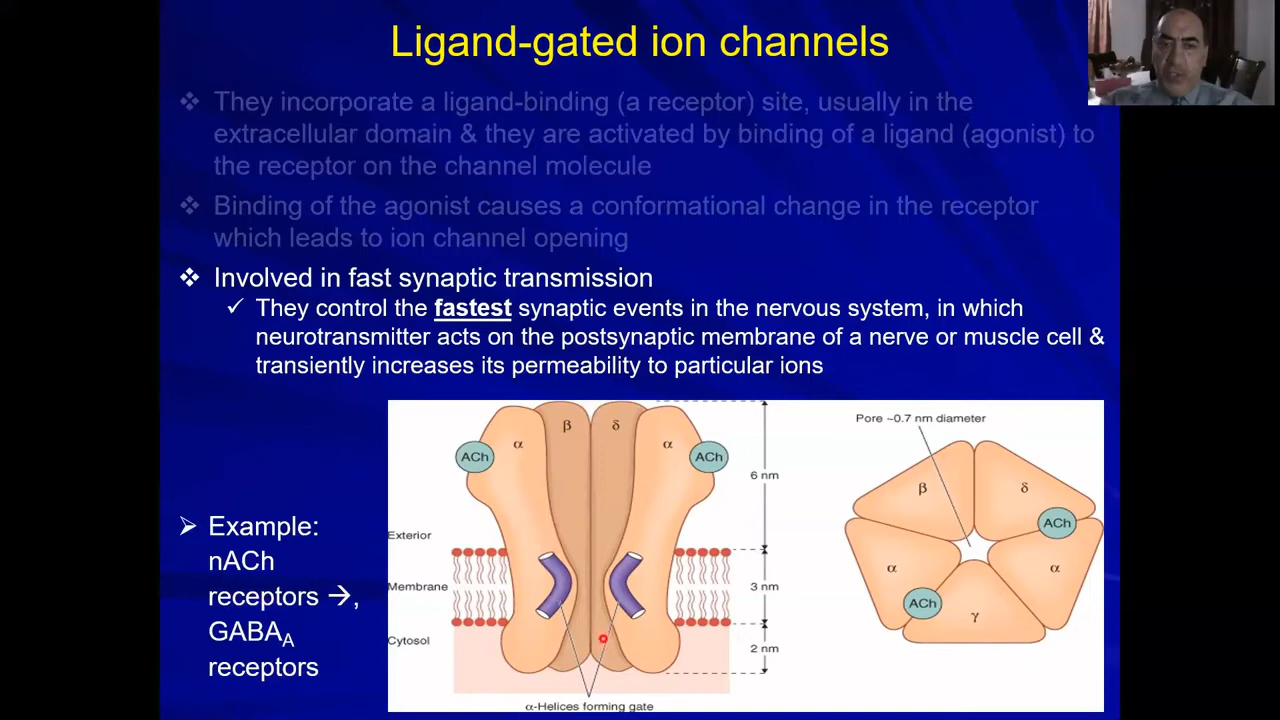 Ligand-gated ion channels
❖ They incorporate a ligand-binding (a receptor) site, usually in the
extracellular domain & they are activated by binding of a ligand (agonist) to
the receptor on the channel molecule
❖ Binding of the agonist causes a conformational change in the receptor
which leads to ion channel opening
❖ Involved in fast synaptic transmission
✓ They control the fastest synaptic events in the nervous system, in which
neurotransmitter acts on the postsynaptic membrane of a nerve or muscle cell &
transiently increases its permeability to particular ions
➢ Example:
nACh
receptors →,
GABAA
receptors
α
β
δ
α
ACh
ACh
6 nm
Exterior
Membrane
3 nm
Cytosol
2 nm
α-Helices forming gate
Pore ~0.7 nm diameter
β
δ
ACh
α
α
ACh
γ